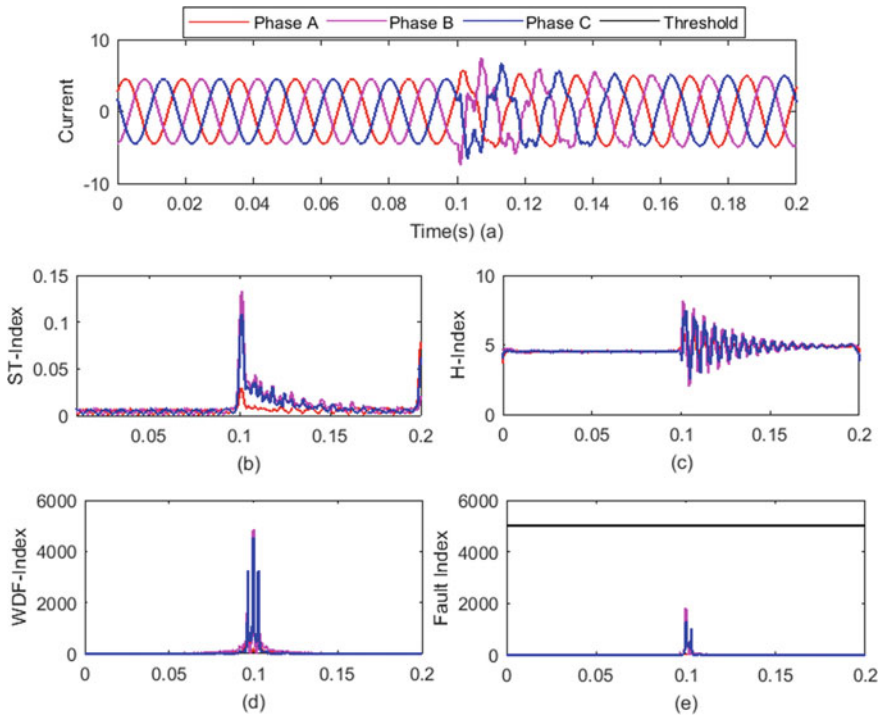 Phase A Phase B Phase C Threshold
10
0
-10
Current
0 0.02 0.04 0.06 0.08 0.1 0.12 0.14 0.16 0.18 0.2
Time(s) (a)
0.15
0.1
0.05
0
ST-Index
0.05 0.1 0.15 0.2
(b)
10
5
0
H-Index
0 0.05 0.1 0.15 0.2
(c)
6000
4000
2000
0
WDF-Index
0 0.05 0.1 0.15 0.2
(d)
6000
4000
2000
0
Fault Index
0 0.05 0.1 0.15 0.2
(e)